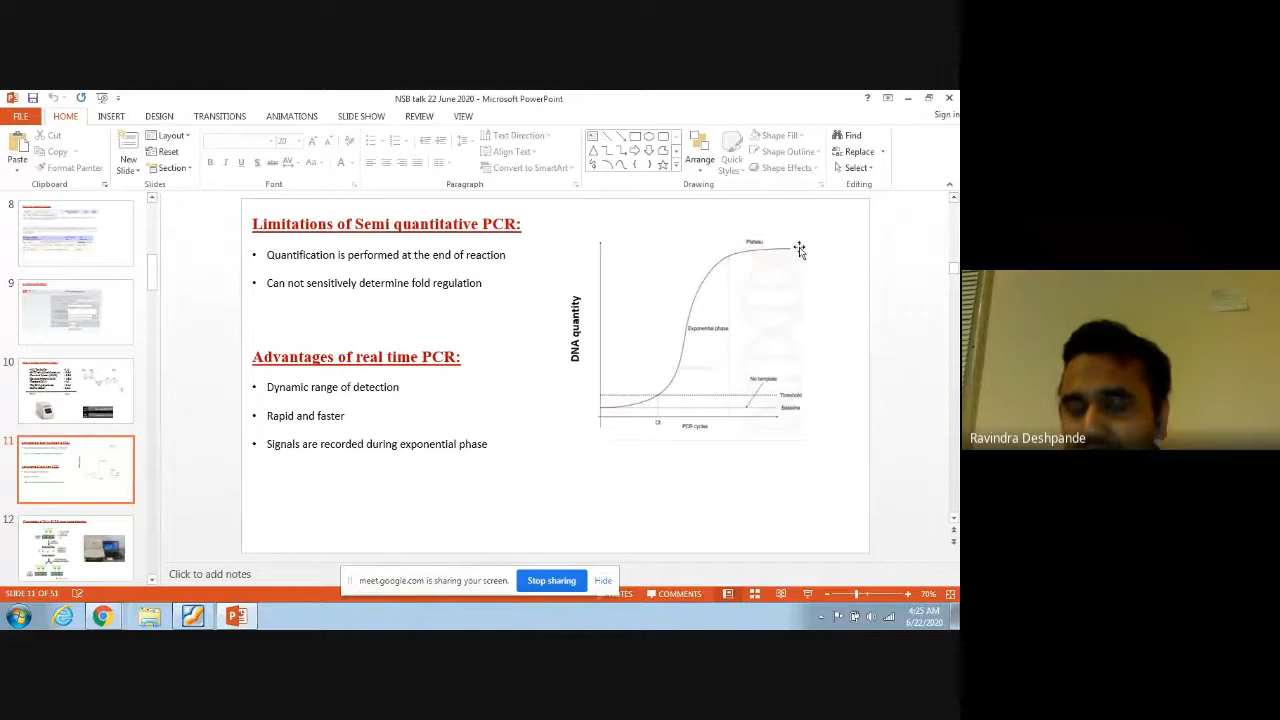 NSB talk 22 June 2020 - Microsoft PowerPoint
FILE HOME INSERT DESIGN TRANSITIONS ANIMATIONS SLIDE SHOW REVIEW VIEW Sign in
Cut
Copy
Format Painter
Paste
Clipboard
New Slide
Layout
Reset
Section
Slides
20
Font
Text Direction
Align Text
Convert to SmartArt
Paragraph
Arrange
Quick Styles
Shape Fill
Shape Outline
Shape Effects
Drawing
Find
Replace
Select
Editing
8
9
10
11
12
Limitations of Semi quantitative PCR:
• Quantification is performed at the end of reaction
• Can not sensitively determine fold regulation
Advantages of real time PCR:
• Dynamic range of detection
• Rapid and faster
• Signals are recorded during exponential phase
DNA quantity
Plateau
Exponential phase
No template
Threshold
Baseline
Ct
PCR cycles
Click to add notes
meet.google.com is sharing your screen. Stop sharing Hide
SLIDE 11 OF 51
COMMENTS
70%
4:25 AM
6/22/2020
Ravindra Deshpande